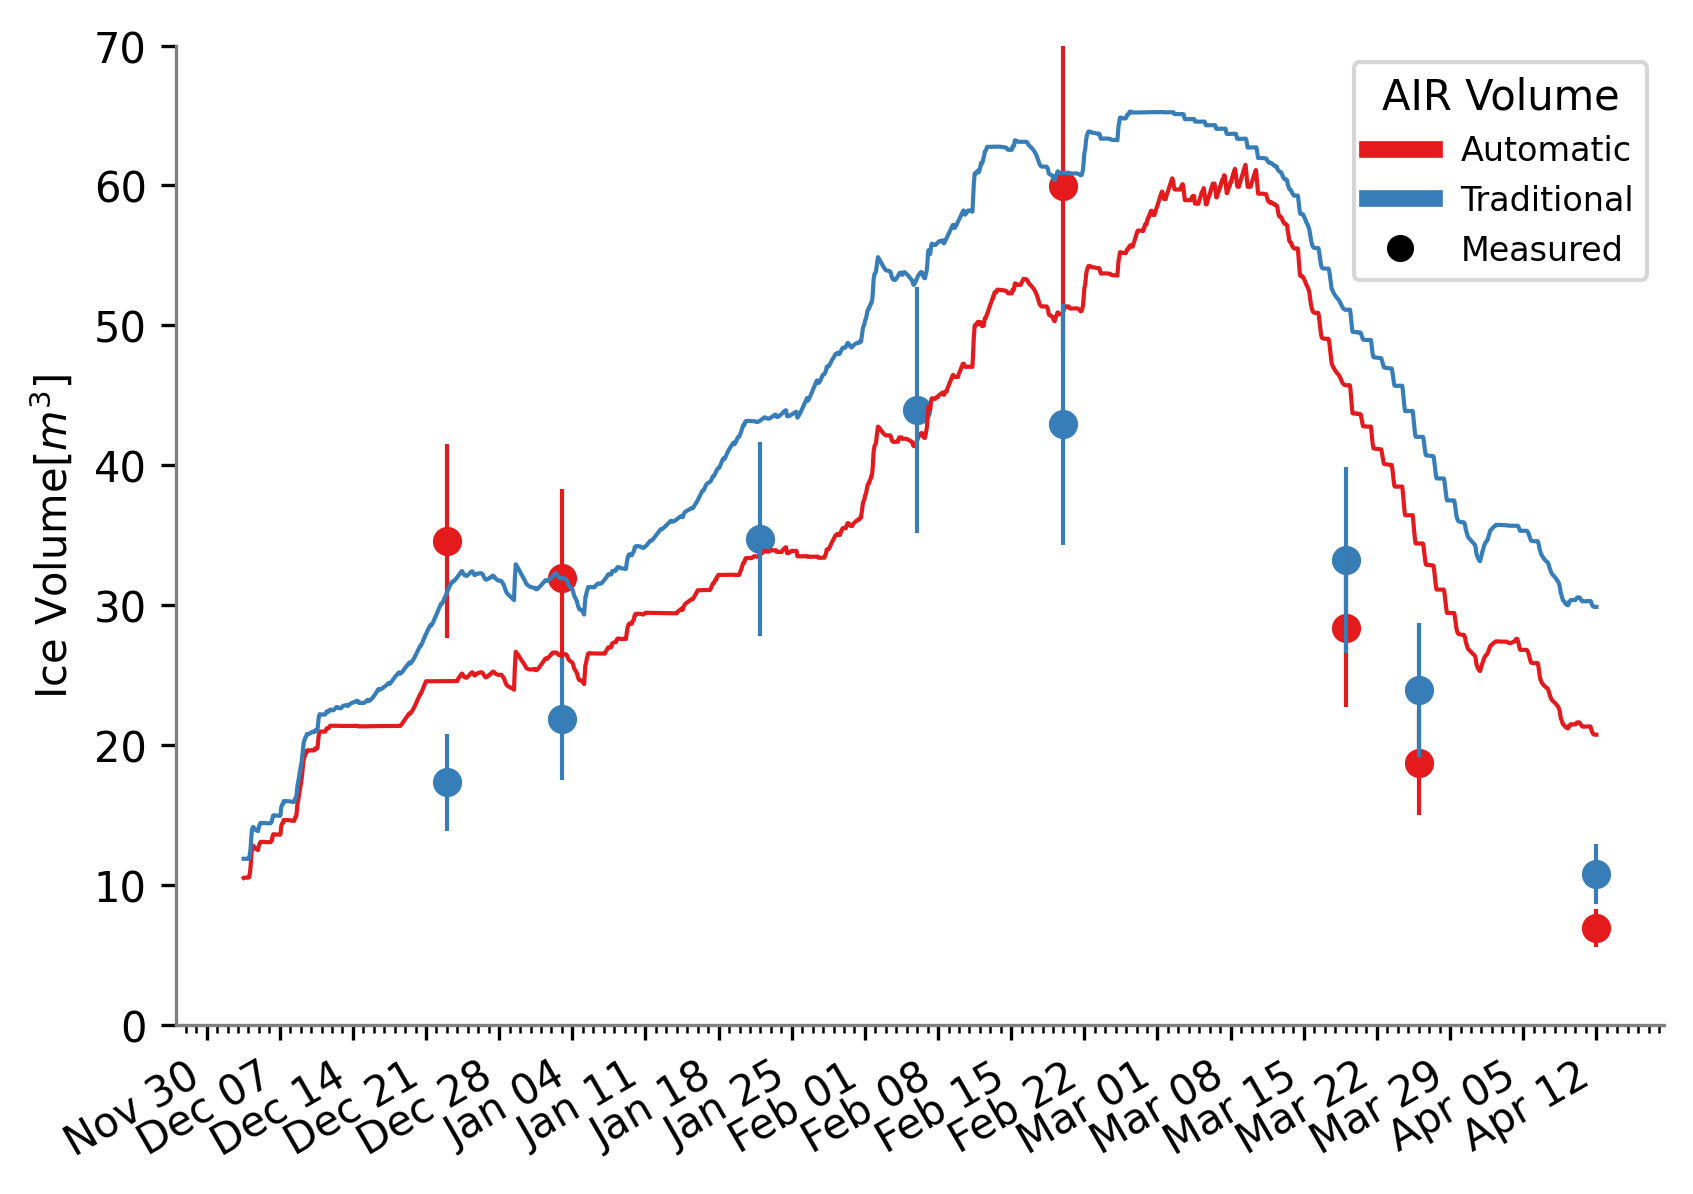 70
60
50
40
30
20
10
0
Ice Volume[m³]
AIR Volume
Automatic
Traditional
Measured
Nov 30
Dec 07
Dec 14
Dec 21
Dec 28
Jan 04
Jan 11
Jan 18
Jan 25
Feb 01
Feb 08
Feb 15
Feb 22
Mar 01
Mar 08
Mar 15
Mar 22
Mar 29
Apr 05
Apr 12